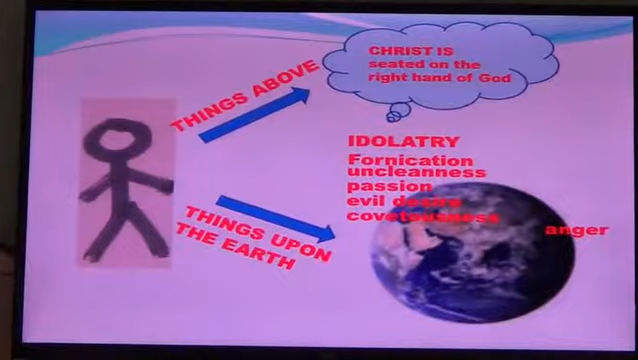 CHRIST IS
seated on the
right hand of God
THINGS ABOVE
IDOLATRY
Fornication
uncleanness
passion
evil desire
covetousness
anger
THINGS UPON
THE EARTH